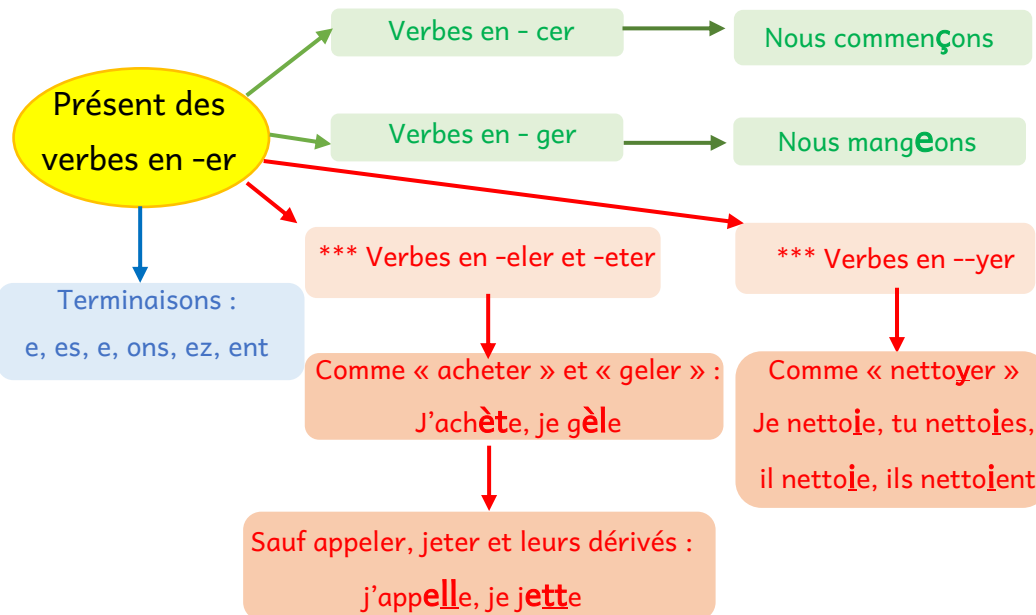 Présent des
verbes en -er
Verbes en - cer
Nous commençons
Verbes en - ger
Nous mangeons
*** Verbes en -eler et -eter
*** Verbes en --yer
Terminaisons :
e, es, e, ons, ez, ent
Comme « acheter » et « geler » :
J'achète, je gèle
Comme « nettoyer »
Je nettoie, tu nettoies,
il nettoie, ils nettoient
Sauf appeler, jeter et leurs dérivés :
j'appelle, je jette